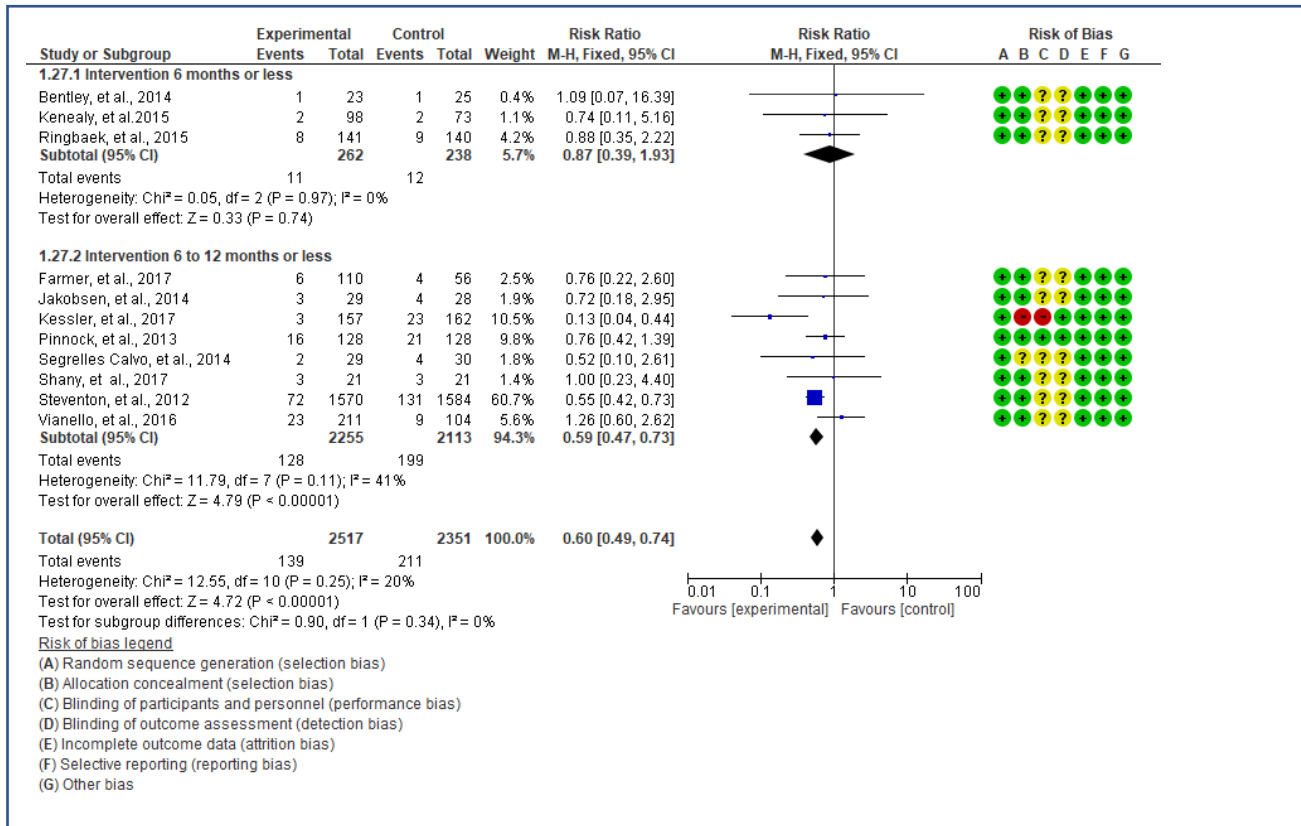 Experimental Control Risk Ratio Risk Ratio Risk of Bias
Study or Subgroup Events Total Events Total Weight M-H, Fixed, 95% CI M-H, Fixed, 95% CI A B C D E F G
1.27.1 Intervention 6 months or less
Bentley, et al., 2014 1 23 1 25 0.4% 1.09 [0.07, 16.39] + + ? ? + + +
Kenealy, et al.2015 2 98 2 73 1.1% 0.74 [0.11, 5.16] + + ? ? + + +
Ringbaek, et al., 2015 8 141 9 140 4.2% 0.88 [0.35, 2.22] + + ? ? + + +
Subtotal (95% CI) 262 238 5.7% 0.87 [0.39, 1.93]
Total events 11 12
Heterogeneity: Chi² = 0.05, df = 2 (P = 0.97); I² = 0%
Test for overall effect: Z = 0.33 (P = 0.74)
1.27.2 Intervention 6 to 12 months or less
Farmer, et al., 2017 6 110 4 56 2.5% 0.76 [0.22, 2.60] + + ? ? + + +
Jakobsen, et al., 2014 3 29 4 28 1.9% 0.72 [0.18, 2.95] + + ? ? + + +
Kessler, et al., 2017 3 157 23 162 10.5% 0.13 [0.04, 0.44] + - - + + + +
Pinnock, et al., 2013 16 128 21 128 9.8% 0.76 [0.42, 1.39] + + + + + + +
Segrelles Calvo, et al., 2014 2 29 4 30 1.8% 0.52 [0.10, 2.61] + ? ? ? + + +
Shany, et al., 2017 3 21 3 21 1.4% 1.00 [0.23, 4.40] + + ? ? + + +
Steventon, et al., 2012 72 1570 131 1584 60.7% 0.55 [0.42, 0.73] + + ? ? + + +
Vianello, et al., 2016 23 211 9 104 5.6% 1.26 [0.60, 2.62] + + ? ? + + +
Subtotal (95% CI) 2255 2113 94.3% 0.59 [0.47, 0.73]
Total events 128 199
Heterogeneity: Chi² = 11.79, df = 7 (P = 0.11); I² = 41%
Test for overall effect: Z = 4.79 (P < 0.00001)
Total (95% CI) 2517 2351 100.0% 0.60 [0.49, 0.74]
Total events 139 211
Heterogeneity: Chi² = 12.55, df = 10 (P = 0.25); I² = 20%
0.01 0.1 1 10 100
Test for overall effect: Z = 4.72 (P < 0.00001)
Favours [experimental] Favours [control]
Test for subgroup differences: Chi² = 0.90, df = 1 (P = 0.34), I² = 0%
Risk of bias legend
(A) Random sequence generation (selection bias)
(B) Allocation concealment (selection bias)
(C) Blinding of participants and personnel (performance bias)
(D) Blinding of outcome assessment (detection bias)
(E) Incomplete outcome data (attrition bias)
(F) Selective reporting (reporting bias)
(G) Other bias